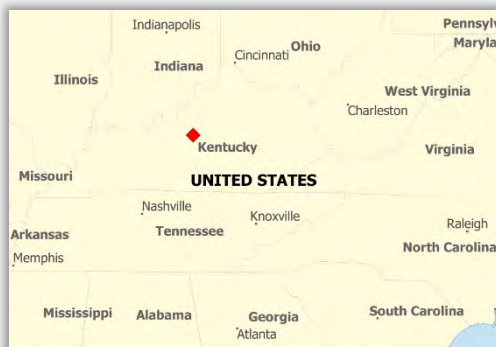 Indianapolis
Pennsylv
Ohio
Maryla
Cincinnati
Indiana
Illinois
West Virginia
Charleston
Kentucky
Virginia
Missouri
UNITED STATES
Nashville
Knoxville
Raleigh
Arkansas
Tennessee
North Carolina
Memphis
Mississippi
Alabama
Georgia
South Carolina
Atlanta